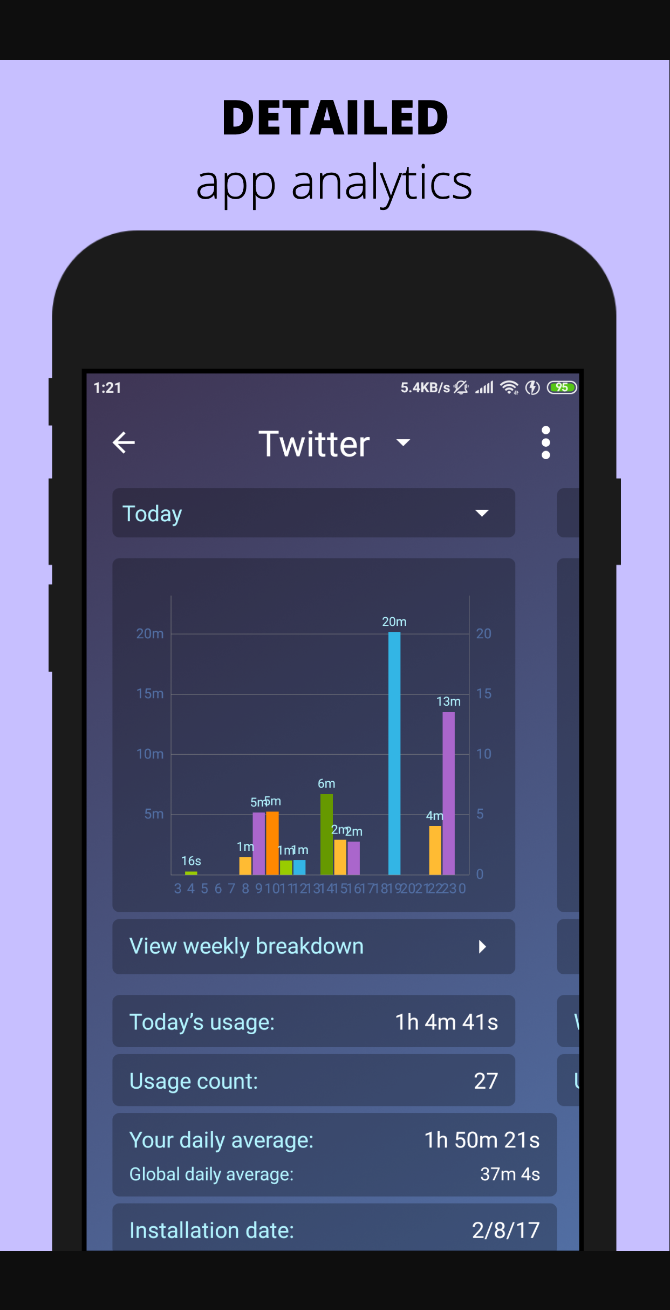 DETAILED
app analytics
1:21 5.4KB/s 95
Twitter
Today
20m
20m 20
15m 15
13m
10m 10
6m
5m 5m
5m 5
4m
2m 2m
1m 1m 1m
16s
0
3 4 5 6 7 8 9 10 11 12 13 14 15 16 17 18 19 20 21 22 23 0
View weekly breakdown
Today's usage: 1h 4m 41s
Usage count: 27
Your daily average: 1h 50m 21s
Global daily average: 37m 4s
Installation date: 2/8/17